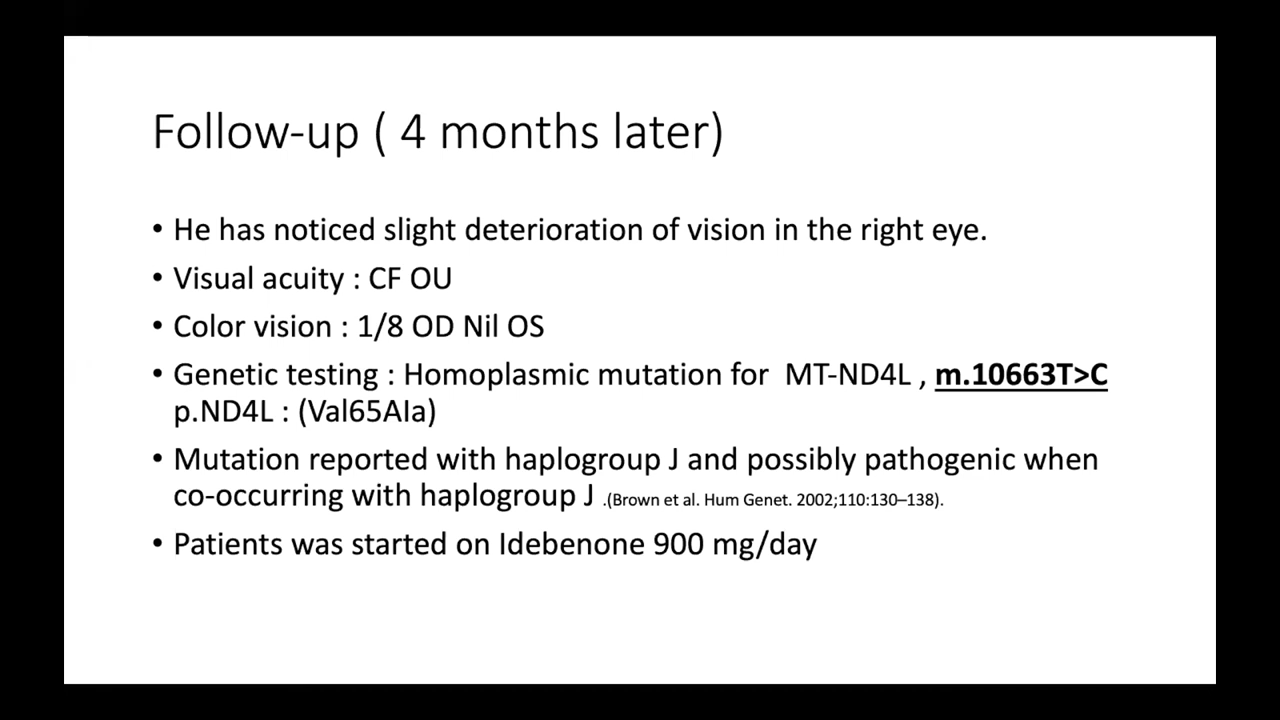 Follow-up ( 4 months later)
• He has noticed slight deterioration of vision in the right eye.
• Visual acuity : CF OU
• Color vision : 1/8 OD Nil OS
• Genetic testing : Homoplasmic mutation for MT-ND4L , m.10663T>C
p.ND4L : (Val65AIa)
• Mutation reported with haplogroup J and possibly pathogenic when
co-occurring with haplogroup J .(Brown et al. Hum Genet. 2002;110:130–138).
• Patients was started on Idebenone 900 mg/day